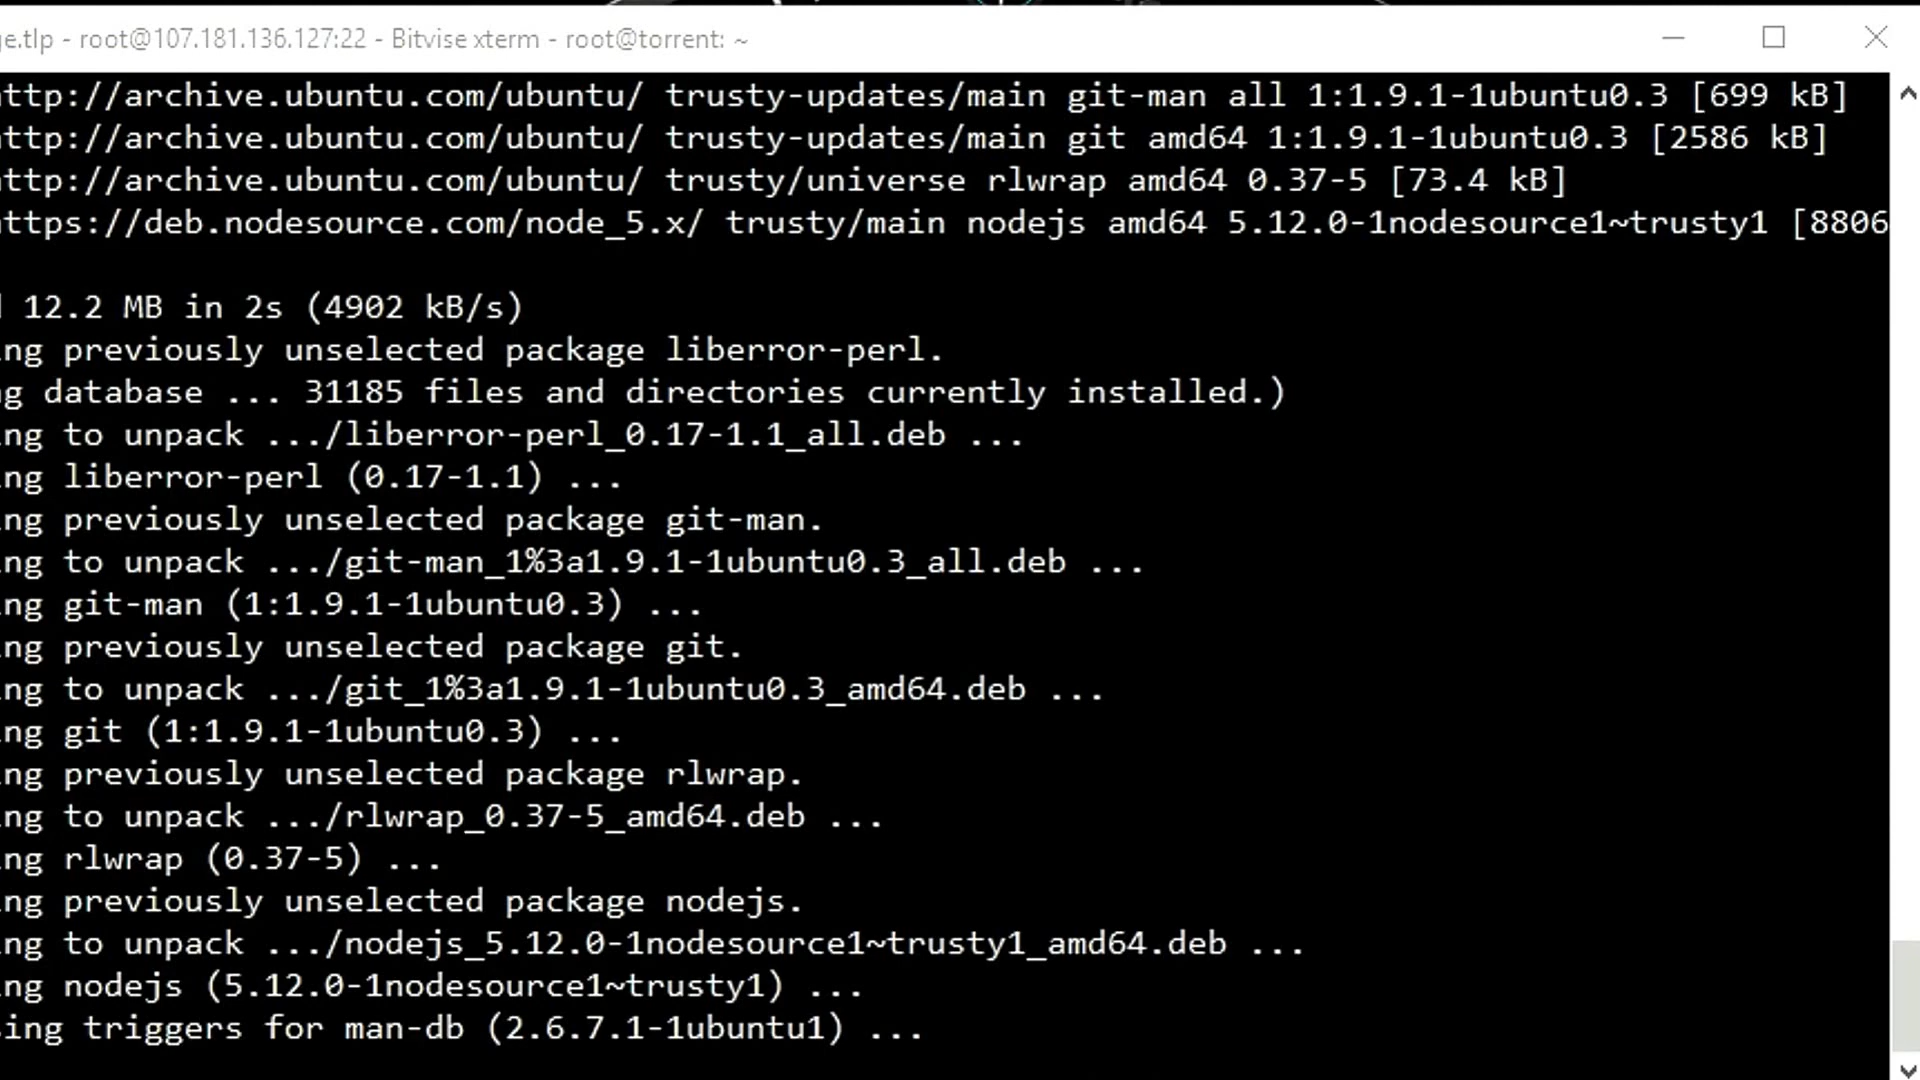 ge.tlp - root@107.181.136.127:22 - Bitvise xterm - root@torrent: ~
ttp://archive.ubuntu.com/ubuntu/ trusty-updates/main git-man all 1:1.9.1-1ubuntu0.3 [699 kB]
ttp://archive.ubuntu.com/ubuntu/ trusty-updates/main git amd64 1:1.9.1-1ubuntu0.3 [2586 kB]
ttp://archive.ubuntu.com/ubuntu/ trusty/universe rlwrap amd64 0.37-5 [73.4 kB]
ttps://deb.nodesource.com/node_5.x/ trusty/main nodejs amd64 5.12.0-1nodesource1~trusty1 [8806
12.2 MB in 2s (4902 kB/s)
ng previously unselected package liberror-perl.
ng database ... 31185 files and directories currently installed.)
ng to unpack .../liberror-perl_0.17-1.1_all.deb ...
ng liberror-perl (0.17-1.1) ...
ng previously unselected package git-man.
ng to unpack .../git-man_1%3a1.9.1-1ubuntu0.3_all.deb ...
ng git-man (1:1.9.1-1ubuntu0.3) ...
ng previously unselected package git.
ng to unpack .../git_1%3a1.9.1-1ubuntu0.3_amd64.deb ...
ng git (1:1.9.1-1ubuntu0.3) ...
ng previously unselected package rlwrap.
ng to unpack .../rlwrap_0.37-5_amd64.deb ...
ng rlwrap (0.37-5) ...
ng previously unselected package nodejs.
ng to unpack .../nodejs_5.12.0-1nodesource1~trusty1_amd64.deb ...
ng nodejs (5.12.0-1nodesource1~trusty1) ...
sing triggers for man-db (2.6.7.1-1ubuntu1) ...